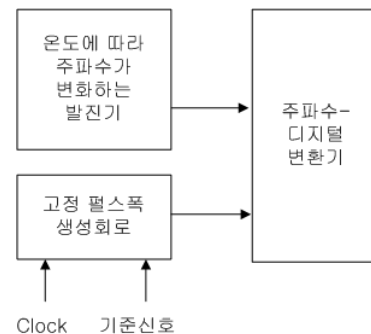 온도에 따라
주파수가
변화하는
발진기
주파수-
디지털
변환기
고정 펄스폭
생성회로
Clock 기준신호